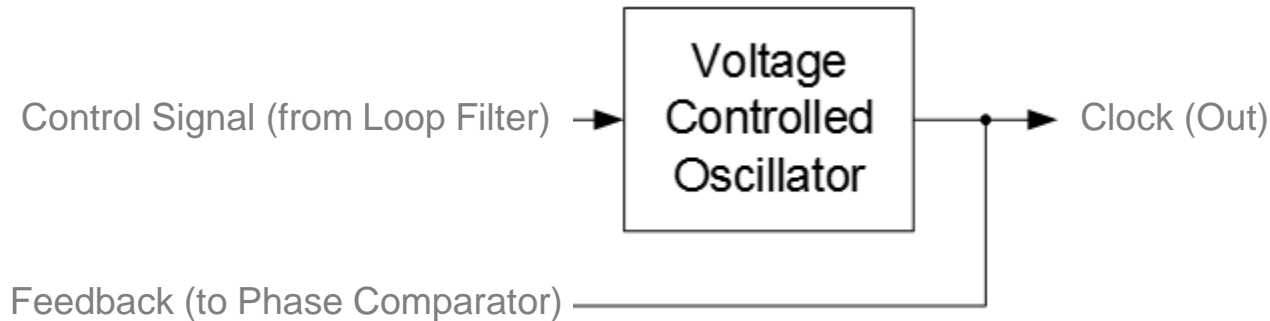 Voltage
Controlled
Oscillator
Control Signal (from Loop Filter)
Clock (Out)
Feedback (to Phase Comparator)